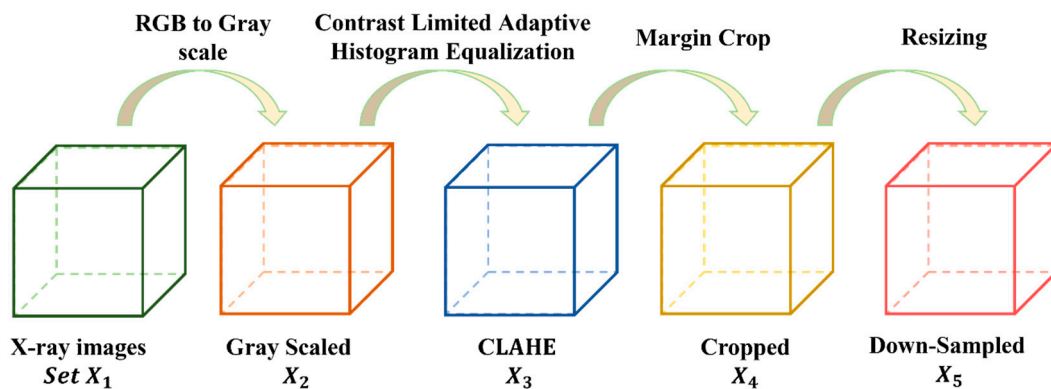 RGB to Gray
scale
Contrast Limited Adaptive
Histogram Equalization
Margin Crop
Resizing
X-ray images
Set X₁
Gray Scaled
X₂
CLAHE
X₃
Cropped
X₄
Down-Sampled
X₅